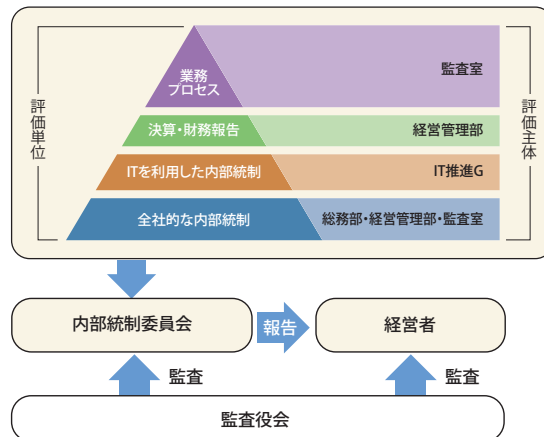 評価単位
業務
プロセス
監査室
決算・財務報告
経営管理部
ITを利用した内部統制
IT推進G
全社的な内部統制
総務部・経営管理部・監査室
評価主体
内部統制委員会
報告
経営者
監査
監査
監査役会